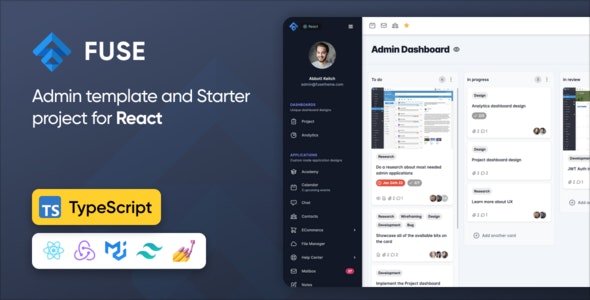 FUSE
Admin template and Starter
project for React
TS TypeScript
React
Abbott Keitch
admin@fusetheme.com
DASHBOARDS
Unique dashboard designs
Project
Analytics
APPLICATIONS
Custom made application designs
Academy
Calendar
3 upcoming events
Chat
Contacts
ECommerce
File Manager
Help Center
Mailbox
27
Notes
Admin Dashboard
To do
Research
Do a research about most needed
admin applications
Research
Wireframing
Design
Development
Bug
Showcase all of the available bits on
the card
Development
Implement the Project dashboard
In progress
3
Design
Analytics dashboard design
Design
Project dashboard design
Research
Learn more about UX
Add another card
In review
Development
JWT Auth
Add